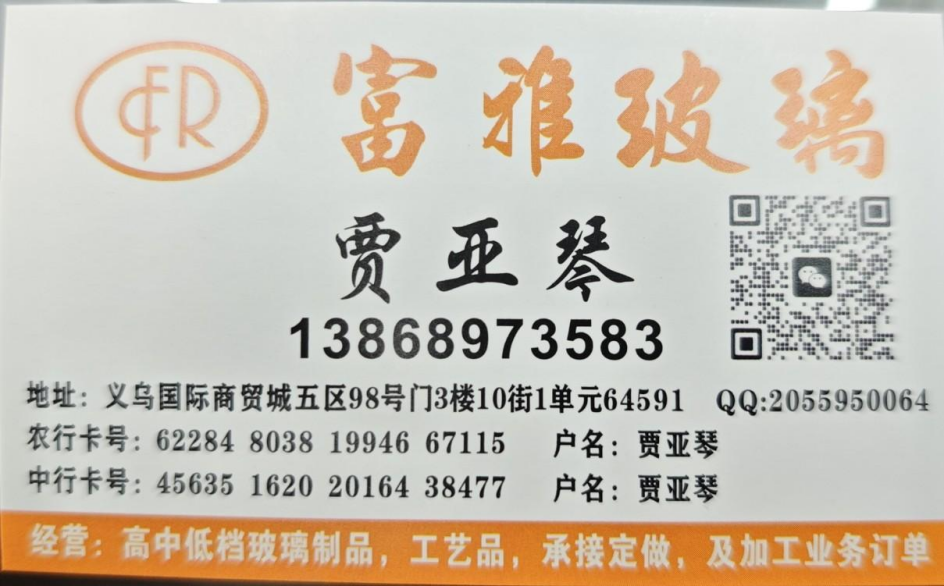 FR 富雅玻璃
贾亚琴
13868973583
地址：义乌国际商贸城五区98号门3楼10街1单元64591 QQ:2055950064
农行卡号：62284 8038 19946 67115 户名：贾亚琴
中行卡号：45635 1620 20164 38477 户名：贾亚琴
经营：高中低档玻璃制品，工艺品，承接定做，及加工业务订单